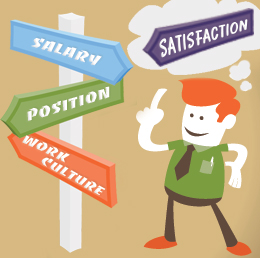 SALARY
SATISFACTION
POSITION
WORK
CULTURE